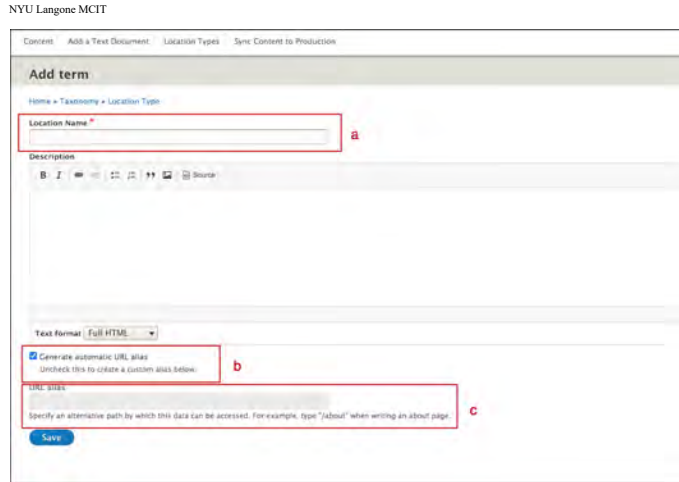 NYU Langone MCIT
Content Add a Text Document Location Types Sync Content to Production
Add term
Home » Taxonomy » Location Type
Location Name *
a
Description
B I Source
Text format Full HTML
Generate automatic URL alias
Uncheck this to create a custom alias below.
b
URL alias
Specify an alternative path by which this data can be accessed. For example, type "/about" when writing an about page.
c
Save